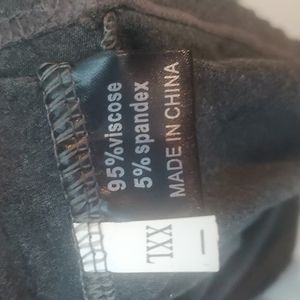 95%viscose
5%spandex
MADE IN CHINA
XXL